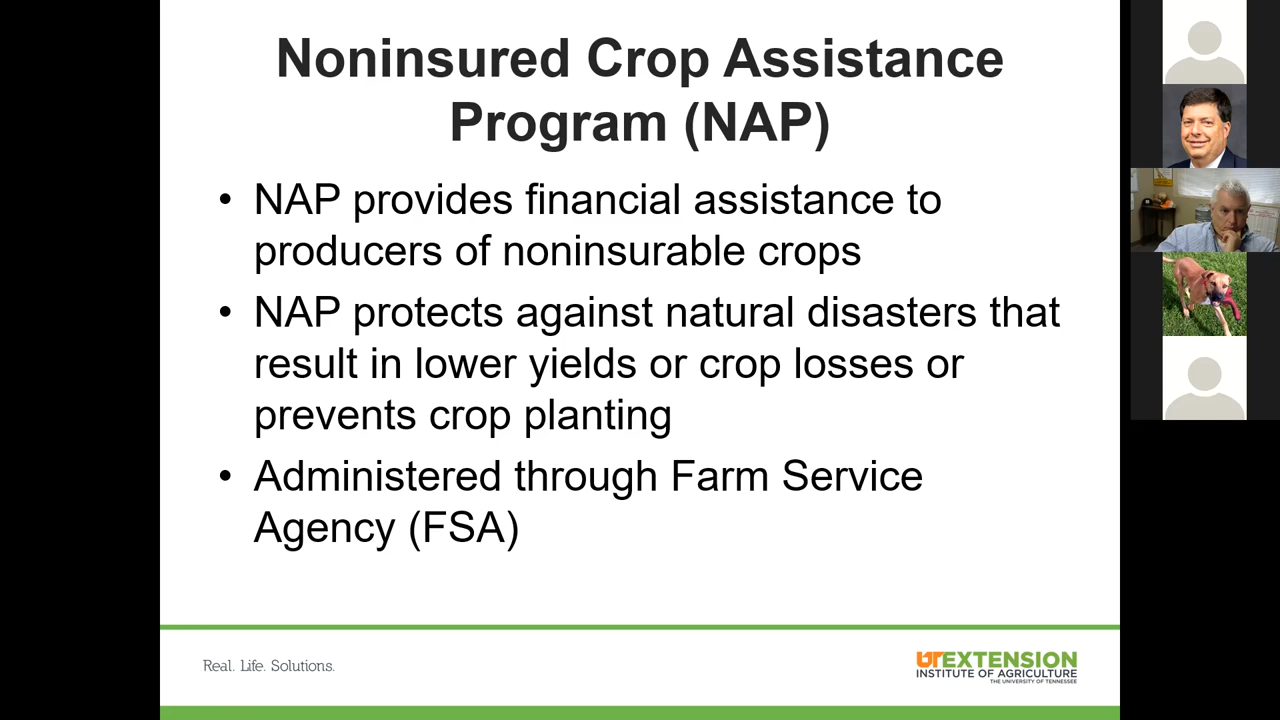 Noninsured Crop Assistance
Program (NAP)
• NAP provides financial assistance to
producers of noninsurable crops
• NAP protects against natural disasters that
result in lower yields or crop losses or
prevents crop planting
• Administered through Farm Service
Agency (FSA)
Real. Life. Solutions.
UTEXTENSION
INSTITUTE OF AGRICULTURE
THE UNIVERSITY OF TENNESSEE